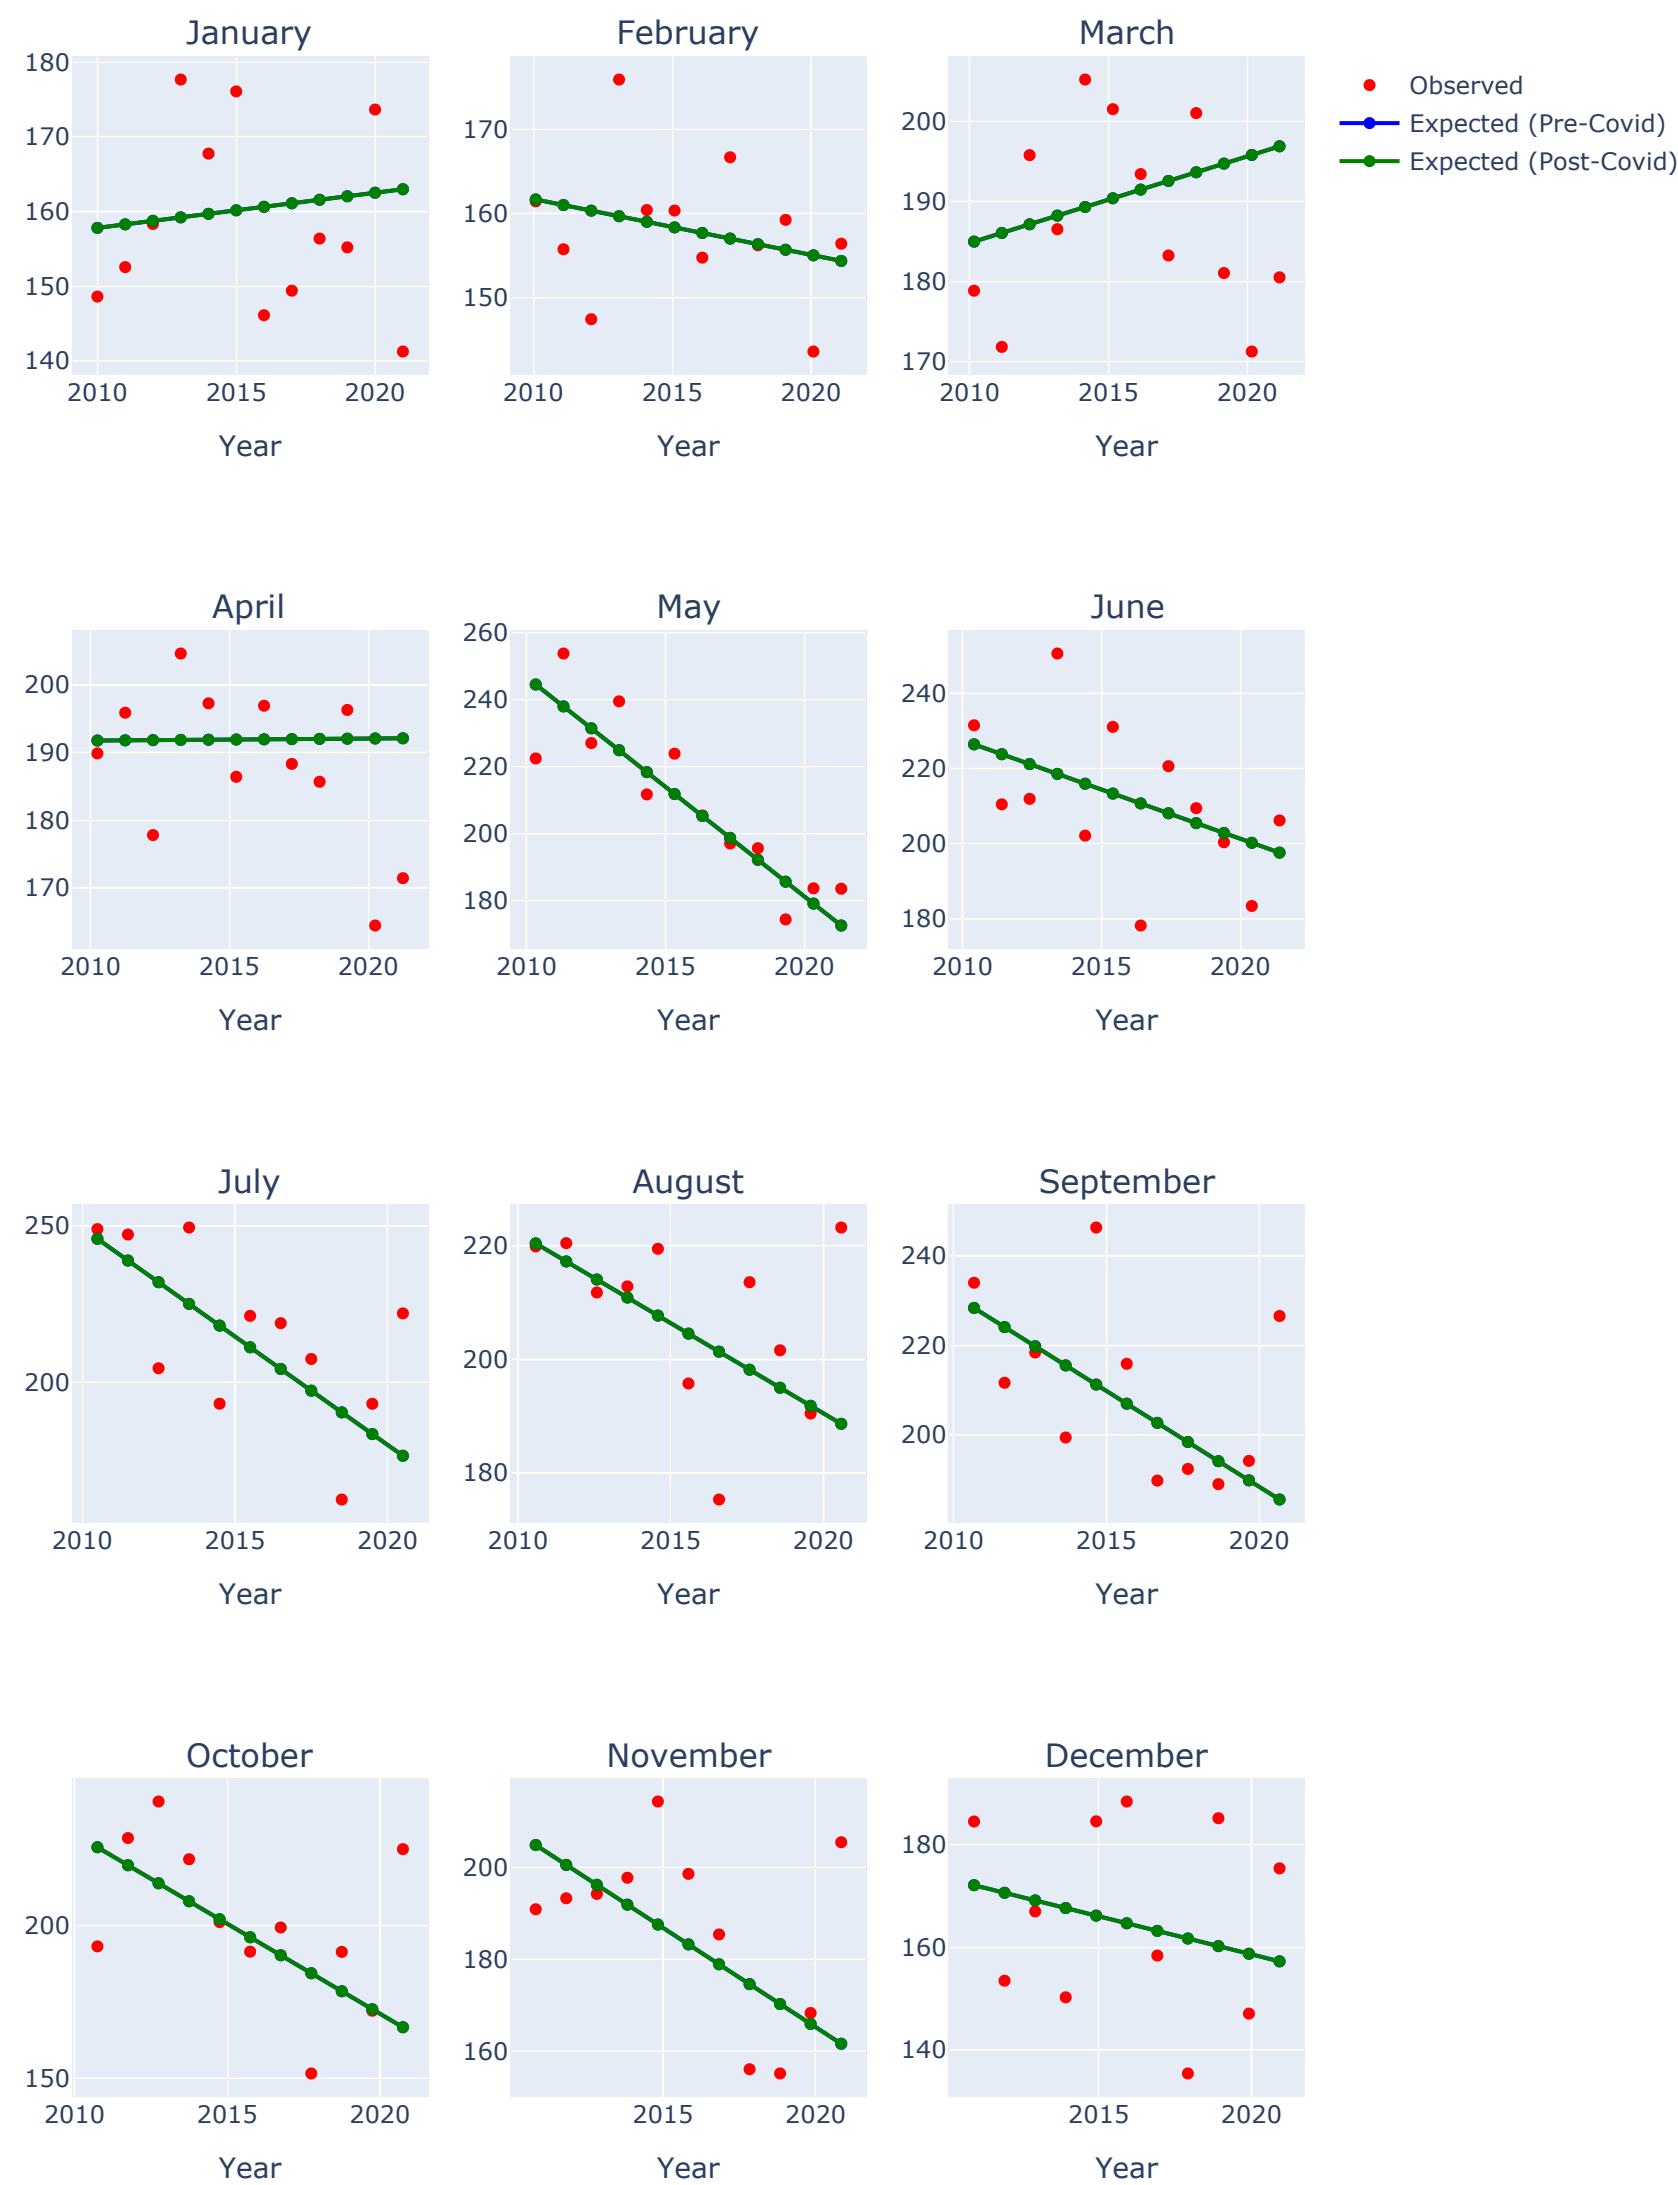 January
February
March
180
170
160
150
140
2010
2015
2020
Year
170
160
150
2010
2015
2020
Year
200
190
180
170
2010
2015
2020
Year
Observed
Expected (Pre-Covid)
Expected (Post-Covid)
April
May
June
200
190
180
170
2010
2015
2020
Year
260
240
220
200
180
2010
2015
2020
Year
240
220
200
180
2010
2015
2020
Year
July
August
September
250
200
2010
2015
2020
Year
220
200
180
2010
2015
2020
Year
240
220
200
2010
2015
2020
Year
October
November
December
200
150
2010
2015
2020
Year
200
180
160
2015
2020
Year
180
160
140
2015
2020
Year